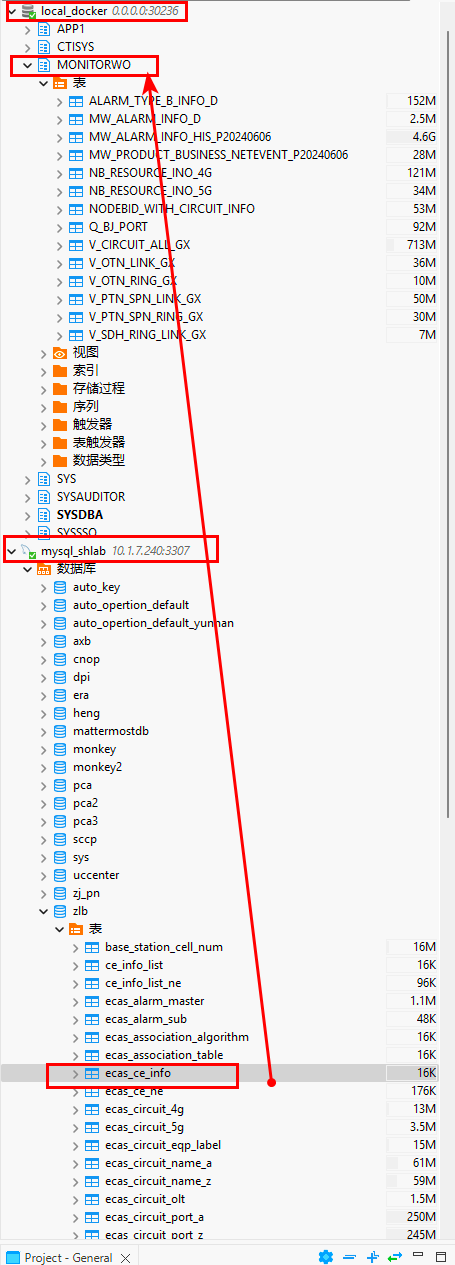 local_docker 0.0.0.0:30236
APP1
CTISYS
MONITORWO
表
ALARM_TYPE_B_INFO_D 152M
MW_ALARM_INFO_D 2.5M
MW_ALARM_INFO_HIS_P20240606 4.6G
MW_PRODUCT_BUSINESS_NETEVENT_P20240606 28M
NB_RESOURCE_INO_4G 121M
NB_RESOURCE_INO_5G 34M
NODEBID_WITH_CIRCUIT_INFO 53M
Q_BJ_PORT 92M
V_CIRCUIT_ALL_GX 713M
V_OTN_LINK_GX 36M
V_OTN_RING_GX 10M
V_PTN_SPN_LINK_GX 50M
V_PTN_SPN_RING_GX 30M
V_SDH_RING_LINK_GX 7M
视图
索引
存储过程
序列
触发器
表触发器
数据类型
SYS
SYSAUDITOR
SYSDBA
SYSSSO
mysql_shlab 10.1.7.240:3307
数据库
auto_key
auto_opertion_default
auto_opertion_default_yunnan
axb
cnop
dpi
era
heng
mattermostdb
monkey
monkey2
pca
pca2
pca3
sccp
sys
uccenter
zj_pn
zlb
表
base_station_cell_num 16M
ce_info_list 16K
ce_info_list_ne 96K
ecas_alarm_master 1.1M
ecas_alarm_sub 48K
ecas_association_algorithm 16K
ecas_association_table 16K
ecas_ce_info 16K
ecas_ce_ne 176K
ecas_circuit_4g 13M
ecas_circuit_5g 3.5M
ecas_circuit_eqp_label 15M
ecas_circuit_name_a 61M
ecas_circuit_name_z 59M
ecas_circuit_olt 1.5M
ecas_circuit_port_a 250M
ecas_circuit_port_z 245M
Project - General